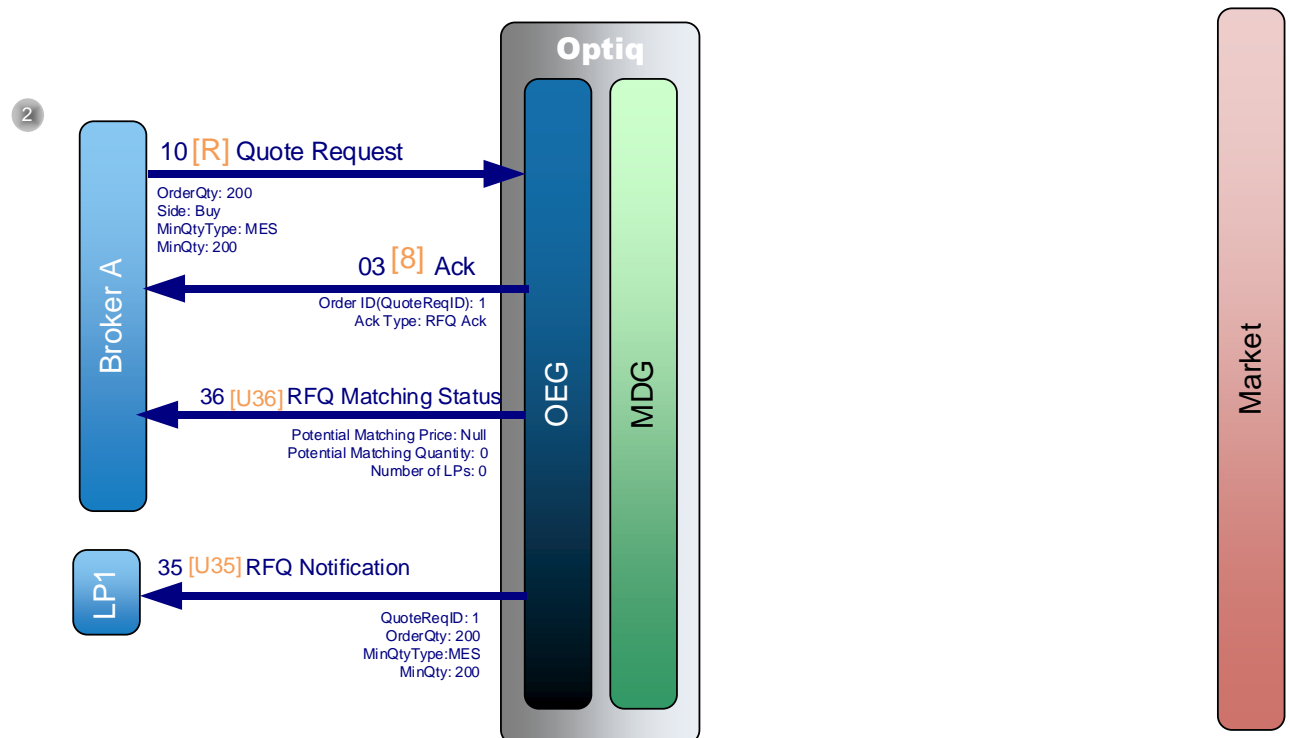 Optiq
2
10 [R] Quote Request
OrderQty: 200
Side: Buy
MinQtyType: MES
MinQty: 200
03 [8] Ack
Order ID(QuoteReqID): 1
Ack Type: RFQ Ack
Broker A
36 [U36] RFQ Matching Status
Potential Matching Price: Null
Potential Matching Quantity: 0
Number of LPs: 0
OEG
MDG
Market
LP1
35 [U35] RFQ Notification
QuoteReqID: 1
OrderQty: 200
MinQtyType:MES
MinQty: 200